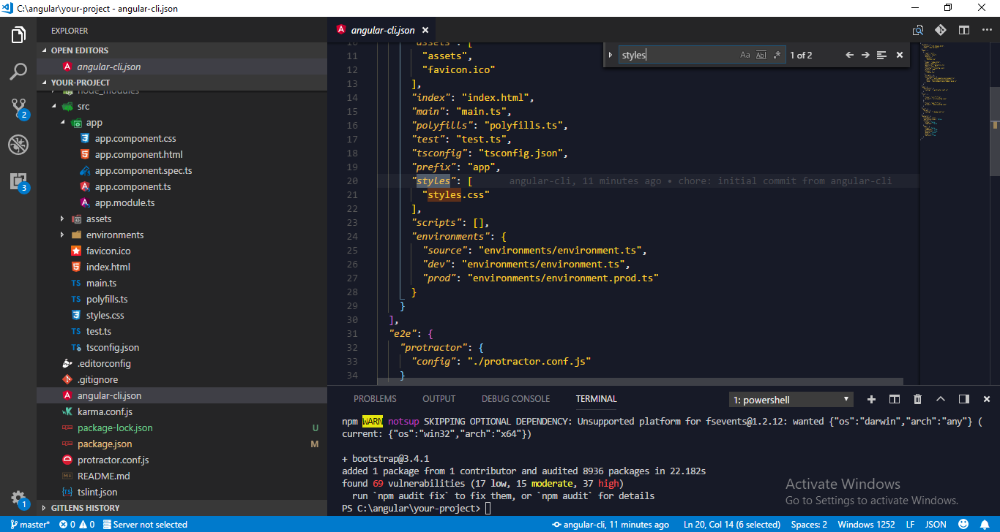 C:\angular\your-project - angular-cli.json
EXPLORER
OPEN EDITORS
angular-cli.json
YOUR-PROJECT
node_modules
src
app
app.component.css
app.component.html
app.component.spec.ts
app.component.ts
app.module.ts
assets
environments
favicon.ico
index.html
main.ts
polyfills.ts
styles.css
test.ts
tsconfig.json
.editorconfig
.gitignore
angular-cli.json
karma.conf.js
package-lock.json U
package.json M
protractor.conf.js
README.md
tslint.json
GITLENS HISTORY
2
3
1
angular-cli.json
styles Aa Abl .* 1 of 2
10 "assets": [
11 "assets",
12 "favicon.ico"
13 ],
14 "index": "index.html",
15 "main": "main.ts",
16 "polyfills": "polyfills.ts",
17 "test": "test.ts",
18 "tsconfig": "tsconfig.json",
19 "prefix": "app",
20 "styles": [ angular-cli, 11 minutes ago • chore: initial commit from angular-cli
21 "styles.css"
22 ],
23 "scripts": [],
24 "environments": {
25 "source": "environments/environment.ts",
26 "dev": "environments/environment.ts",
27 "prod": "environments/environment.prod.ts"
28 }
29 }
30 ],
31 "e2e": {
32 "protractor": {
33 "config": "./protractor.conf.js"
34 }
PROBLEMS OUTPUT DEBUG CONSOLE TERMINAL 1: powershell
npm WARN notsup SKIPPING OPTIONAL DEPENDENCY: Unsupported platform for fsevents@1.2.12: wanted {"os":"darwin","arch":"any"} (
current: {"os":"win32","arch":"x64"})
+ bootstrap@3.4.1
added 1 package from 1 contributor and audited 8936 packages in 22.182s
found 69 vulnerabilities (17 low, 15 moderate, 37 high)
run `npm audit fix` to fix them, or `npm audit` for details
PS C:\angular\your-project>
Activate Windows
Go to Settings to activate Windows.
master* 0 0 Server not selected angular-cli, 11 minutes ago Ln 20, Col 14 (6 selected) Spaces: 2 Windows 1252 LF JSON